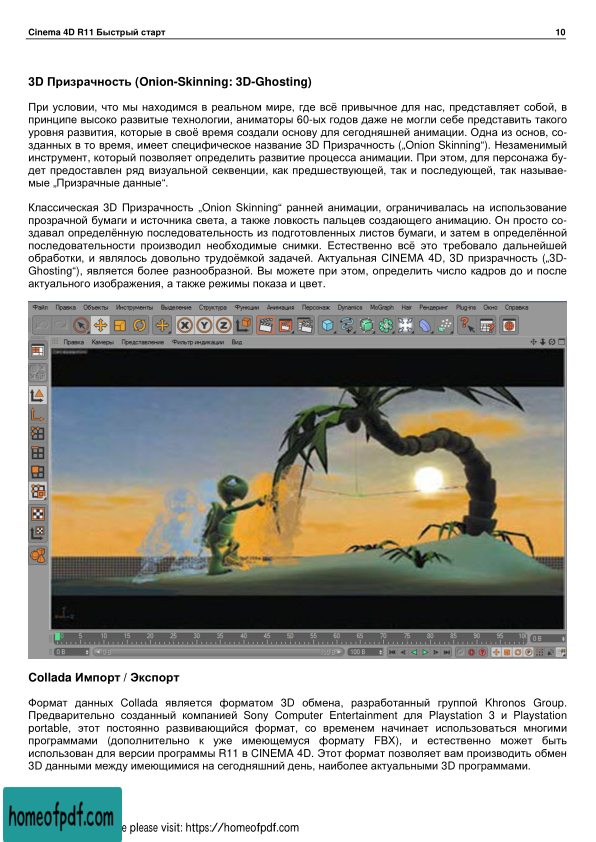 Cinema 4D R11 Быстрый старт 10
3D Призрачность (Onion-Skinning: 3D-Ghosting)
При условии, что мы находимся в реальном мире, где всё привычное для нас, представляет собой, в
принципе высоко развитые технологии, аниматоры 60-ых годов даже не могли себе представить такого
уровня развития, которые в своё время создали основу для сегодняшней анимации. Одна из основ, со-
зданных в то время, имеет специфическое название 3D Призрачность („Onion Skinning“). Незаменимый
инструмент, который позволяет определить развитие процесса анимации. При этом, для персонажа бу-
дет предоставлен ряд визуальной секвенции, как предшествующей, так и последующей, так называе-
мые „Призрачные данные“.
Классическая 3D Призрачность „Onion Skinning“ ранней анимации, ограничивалась на использование
прозрачной бумаги и источника света, а также ловкость пальцев создающего анимацию. Он просто со-
здавал определённую последовательность из подготовленных листов бумаги, и затем в определённой
последовательности производил необходимые снимки. Естественно всё это требовало дальнейшей
обработки, и являлось довольно трудоёмкой задачей. Актуальная CINEMA 4D, 3D призрачность („3D-
Ghosting“), является более разнообразной. Вы можете при этом, определить число кадров до и после
актуального изображения, а также режимы показа и цвет.
Файл Правка Объекты Инструменты Выделение Структура Функции Анимация Персонаж Dynamics MoGraph Hair Рендеринг Plug-ins Окно Справка
Правка Камеры Представление Фильтр индикации Вид
0 5 10 15 20 25 30 35 40 45 50 55 60 65 70 75 80 85 90 95 100 0 B
0 B 0 B 100 B 100 B
Collada Импорт / Экспорт
Формат данных Collada является форматом 3D обмена, разработанный группой Khronos Group.
Предварительно созданный компанией Sony Computer Entertainment для Playstation 3 и Playstation
portable, этот постоянно развивающийся формат, со временем начинает использоваться многими
программами (дополнительно к уже имеющемуся формату FBX), и естественно может быть
использован для версии программы R11 в CINEMA 4D. Этот формат позволяет вам производить обмен
3D данными между имеющимися на сегодняшний день, наиболее актуальными 3D программами.
homeofpdf.com
e please visit: https://homeofpdf.com